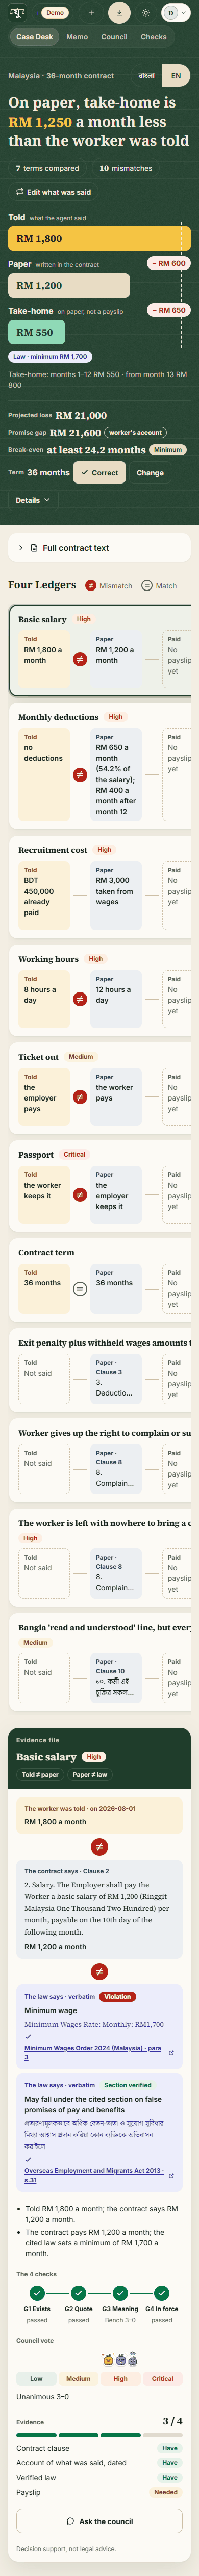 Demo
D
Case Desk Memo Council Checks
Malaysia · 36-month contract
বাংলা EN
On paper, take-home is
RM 1,250 a month less
than the worker was told
7 terms compared 10 mismatches
Edit what was said
Told what the agent said
RM 1,800
Paper written in the contract − RM 600
RM 1,200
Take-home on paper, not a payslip − RM 650
RM 550
Law · minimum RM 1,700
Take-home: months 1–12 RM 550 · from month 13 RM
800
Projected loss RM 21,000
Promise gap RM 21,600 worker's account
Break-even at least 24.2 months Minimum
Term 36 months Correct Change
Details
Full contract text
Four Ledgers Mismatch Match
Basic salary High
Told
RM 1,800 a
month
Paper
RM 1,200 a
month
Paid
No
payslip
yet
Monthly deductions High
Told
no
deductions
Paper
RM 650 a
month
(54.2% of
the salary);
RM 400 a
month after
month 12
Paid
No
payslip
yet
Recruitment cost High
Told
BDT
450,000
already
paid
Paper
RM 3,000
taken from
wages
Paid
No
payslip
yet
Working hours High
Told
8 hours a
day
Paper
12 hours a
day
Paid
No
payslip
yet
Ticket out Medium
Told
the
employer
pays
Paper
the worker
pays
Paid
No
payslip
yet
Passport Critical
Told
the worker
keeps it
Paper
the
employer
keeps it
Paid
No
payslip
yet
Contract term
Told
36 months
Paper
36 months
Paid
No
payslip
yet
Exit penalty plus withheld wages amounts t
Told
Not said
Paper ·
Clause 3
3.
Deductio...
Paid
No
payslip
yet
Worker gives up the right to complain or su
Told
Not said
Paper ·
Clause 8
8.
Complain...
Paid
No
payslip
yet
The worker is left with nowhere to bring a c
High
Told
Not said
Paper ·
Clause 8
8.
Complain...
Paid
No
payslip
yet
Bangla 'read and understood' line, but ever
Medium
Told
Not said
Paper ·
Clause 10
১০. কর্মী এই
চুক্তির সকল...
Paid
No
payslip
yet
Evidence file
Basic salary High
Told ≠ paper Paper ≠ law
The worker was told · on 2026-08-01
RM 1,800 a month
The contract says · Clause 2
2. Salary. The Employer shall pay the
Worker a basic salary of RM 1,200 (Ringgit
Malaysia One Thousand Two Hundred) per
month, payable on the 10th day of the
following month.
RM 1,200 a month
The law says · verbatim Violation
Minimum wage
Minimum Wages Rate: Monthly: RM1,700
Minimum Wages Order 2024 (Malaysia) · para
3
The law says · verbatim Section verified
May fall under the cited section on false
promises of pay and benefits
প্রতারণামূলকভাবে অধিক বেতন-ভাতা ও সুযোগ সুবিধার
মিথ্যা আশ্বাস প্রদান করিয়া কোন ব্যক্তিকে অভিবাসন
করাইলে
Overseas Employment and Migrants Act 2013 ·
s.31
Told RM 1,800 a month; the contract says RM
1,200 a month.
The contract pays RM 1,200 a month; the
cited law sets a minimum of RM 1,700 a
month.
The 4 checks
G1 Exists G2 Quote G3 Meaning G4 In force
passed passed Bench 3–0 passed
Council vote
Low Medium High Critical
Unanimous 3–0
Evidence 3 / 4
Contract clause Have
Account of what was said, dated Have
Verified law Have
Payslip Needed
Ask the council
Decision support, not legal advice.